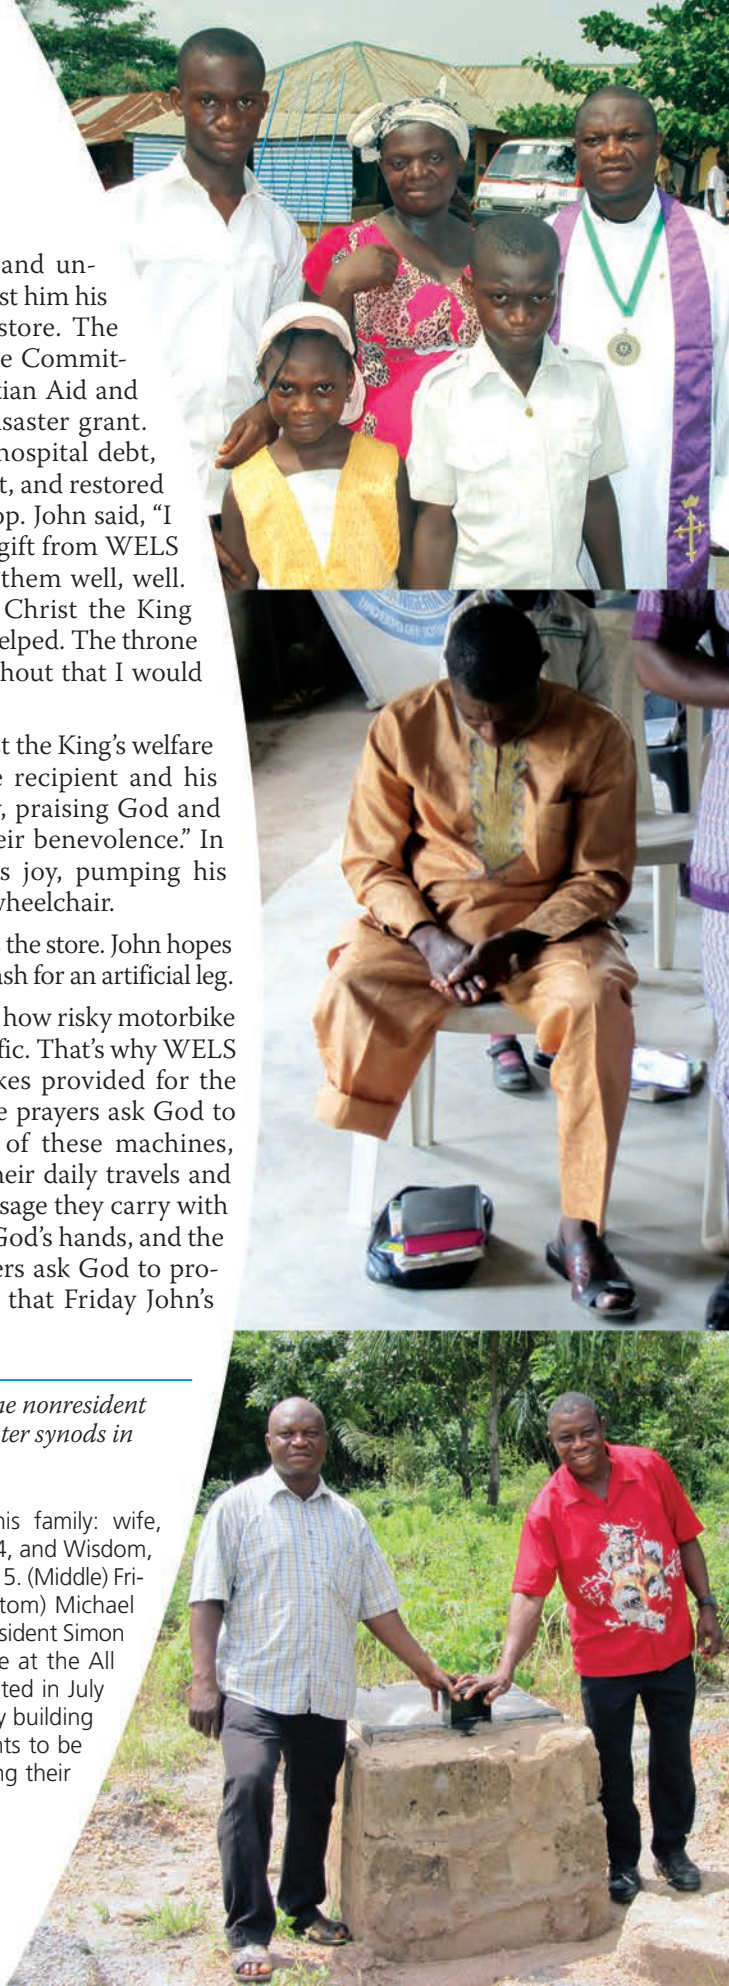 and un-
st him his
store. The
e Commit-
tian Aid and
saster grant.
hospital debt,
t, and restored
op. John said, “I
gift from WELS
them well, well.
Christ the King
elped. The throne
hout that I would
t the King’s welfare
e recipient and his
, praising God and
eir benevolence.” In
s joy, pumping his
wheelchair.
the store. John hopes
ash for an artificial leg.
how risky motorbike
fic. That’s why WELS
kes provided for the
e prayers ask God to
of these machines,
heir daily travels and
sage they carry with
God’s hands, and the
ers ask God to pro-
that Friday John’s
he nonresident
ter synods in
his family: wife,
4, and Wisdom,
5. (Middle) Fri-
tom) Michael
sident Simon
e at the All
ted in July
y building
nts to be
ng their